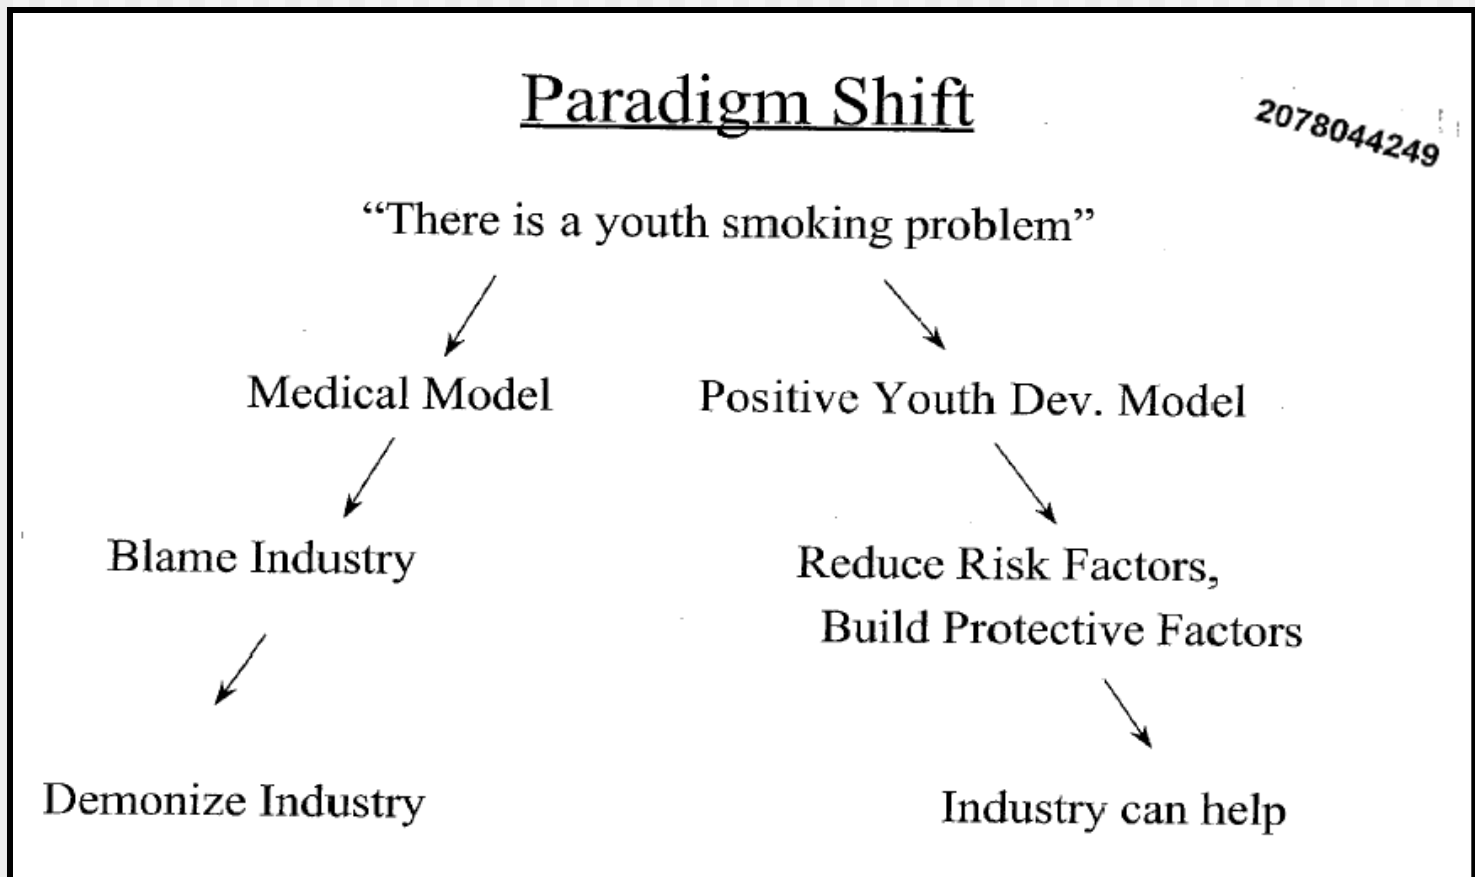 Paradigm Shift
2078044249
“There is a youth smoking problem”
Medical Model
Positive Youth Dev. Model
Blame Industry
Reduce Risk Factors,
Build Protective Factors
Demonize Industry
Industry can help